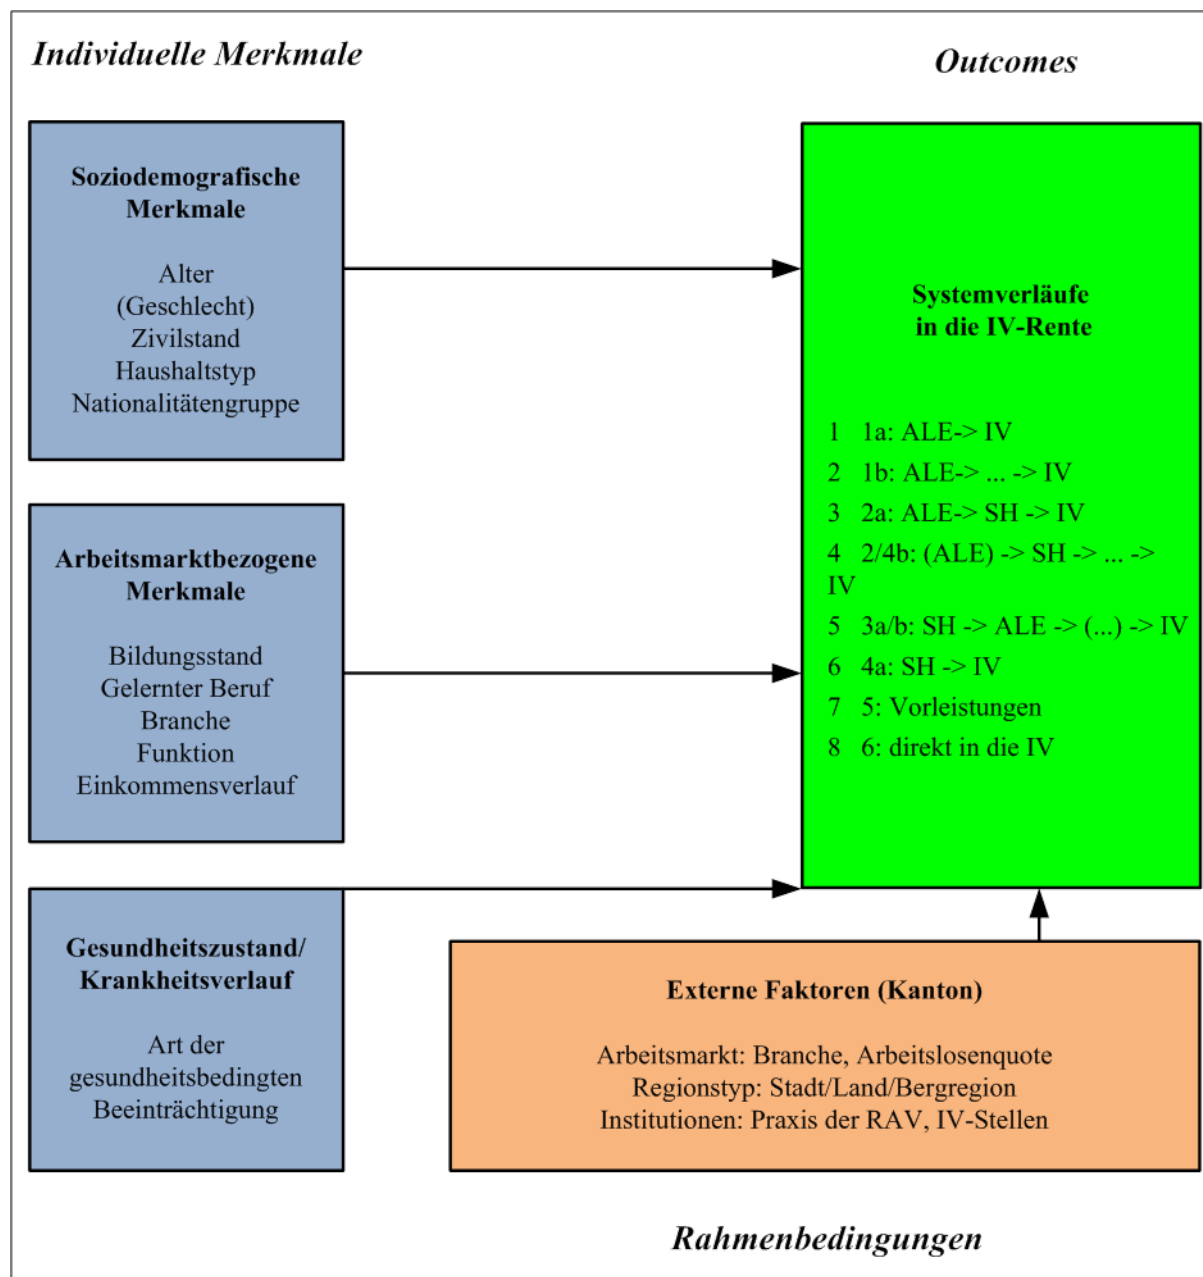 Individuelle Merkmale
Outcomes
Soziodemografische
Merkmale
Alter
(Geschlecht)
Zivilstand
Haushaltstyp
Nationalitätengruppe
Arbeitsmarktbezogene
Merkmale
Bildungsstand
Gelernter Beruf
Branche
Funktion
Einkommensverlauf
Gesundheitszustand/
Krankheitsverlauf
Art der
gesundheitsbedingten
Beeinträchtigung
Systemverläufe
in die IV-Rente
1 1a: ALE-> IV
2 1b: ALE-> ... -> IV
3 2a: ALE-> SH -> IV
4 2/4b: (ALE) -> SH -> ... ->
IV
5 3a/b: SH -> ALE -> (...) -> IV
6 4a: SH -> IV
7 5: Vorleistungen
8 6: direkt in die IV
Externe Faktoren (Kanton)
Arbeitsmarkt: Branche, Arbeitslosenquote
Regionstyp: Stadt/Land/Bergregion
Institutionen: Praxis der RAV, IV-Stellen
Rahmenbedingungen